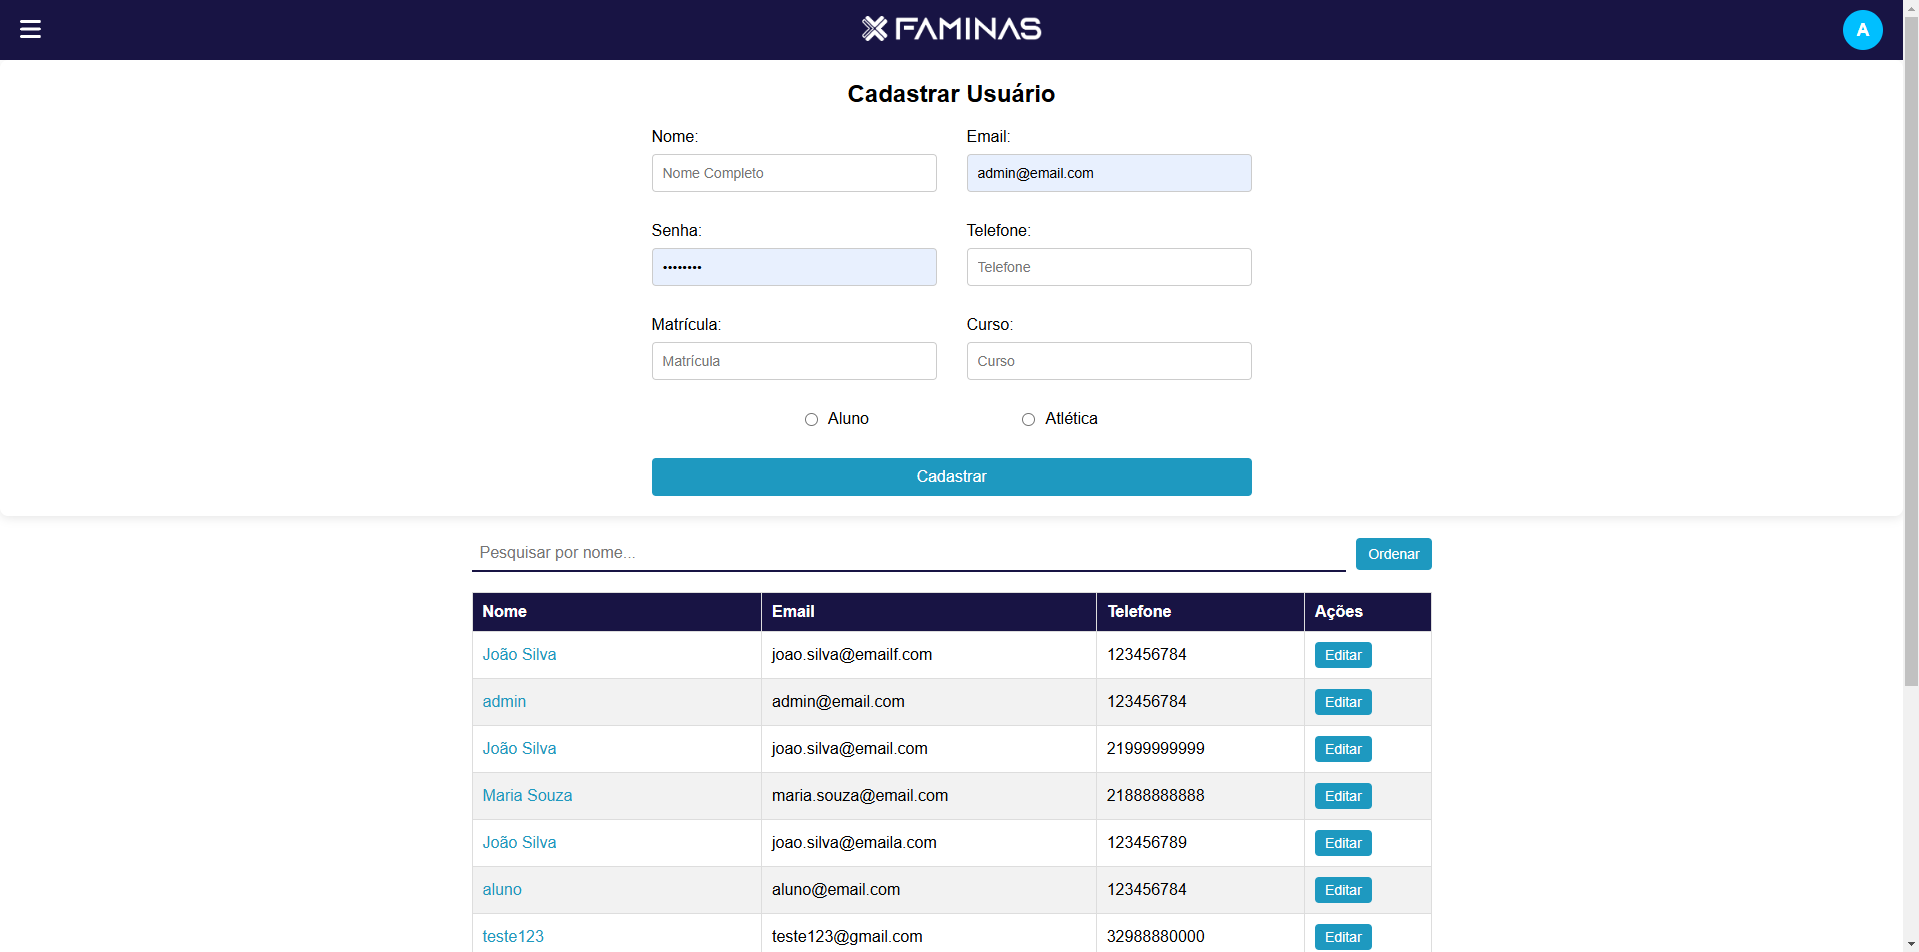 FAMINAS
A
Cadastrar Usuário
Nome: Email:
Nome Completo admin@email.com
Senha: Telefone:
•••••••• Telefone
Matrícula: Curso:
Matrícula Curso
Aluno Atlética
Cadastrar
Pesquisar por nome... Ordenar
Nome Email Telefone Ações
João Silva joao.silva@emailf.com 123456784 Editar
admin admin@email.com 123456784 Editar
João Silva joao.silva@email.com 21999999999 Editar
Maria Souza maria.souza@email.com 21888888888 Editar
João Silva joao.silva@emaila.com 123456789 Editar
aluno aluno@email.com 123456784 Editar
teste123 teste123@gmail.com 32988880000 Editar